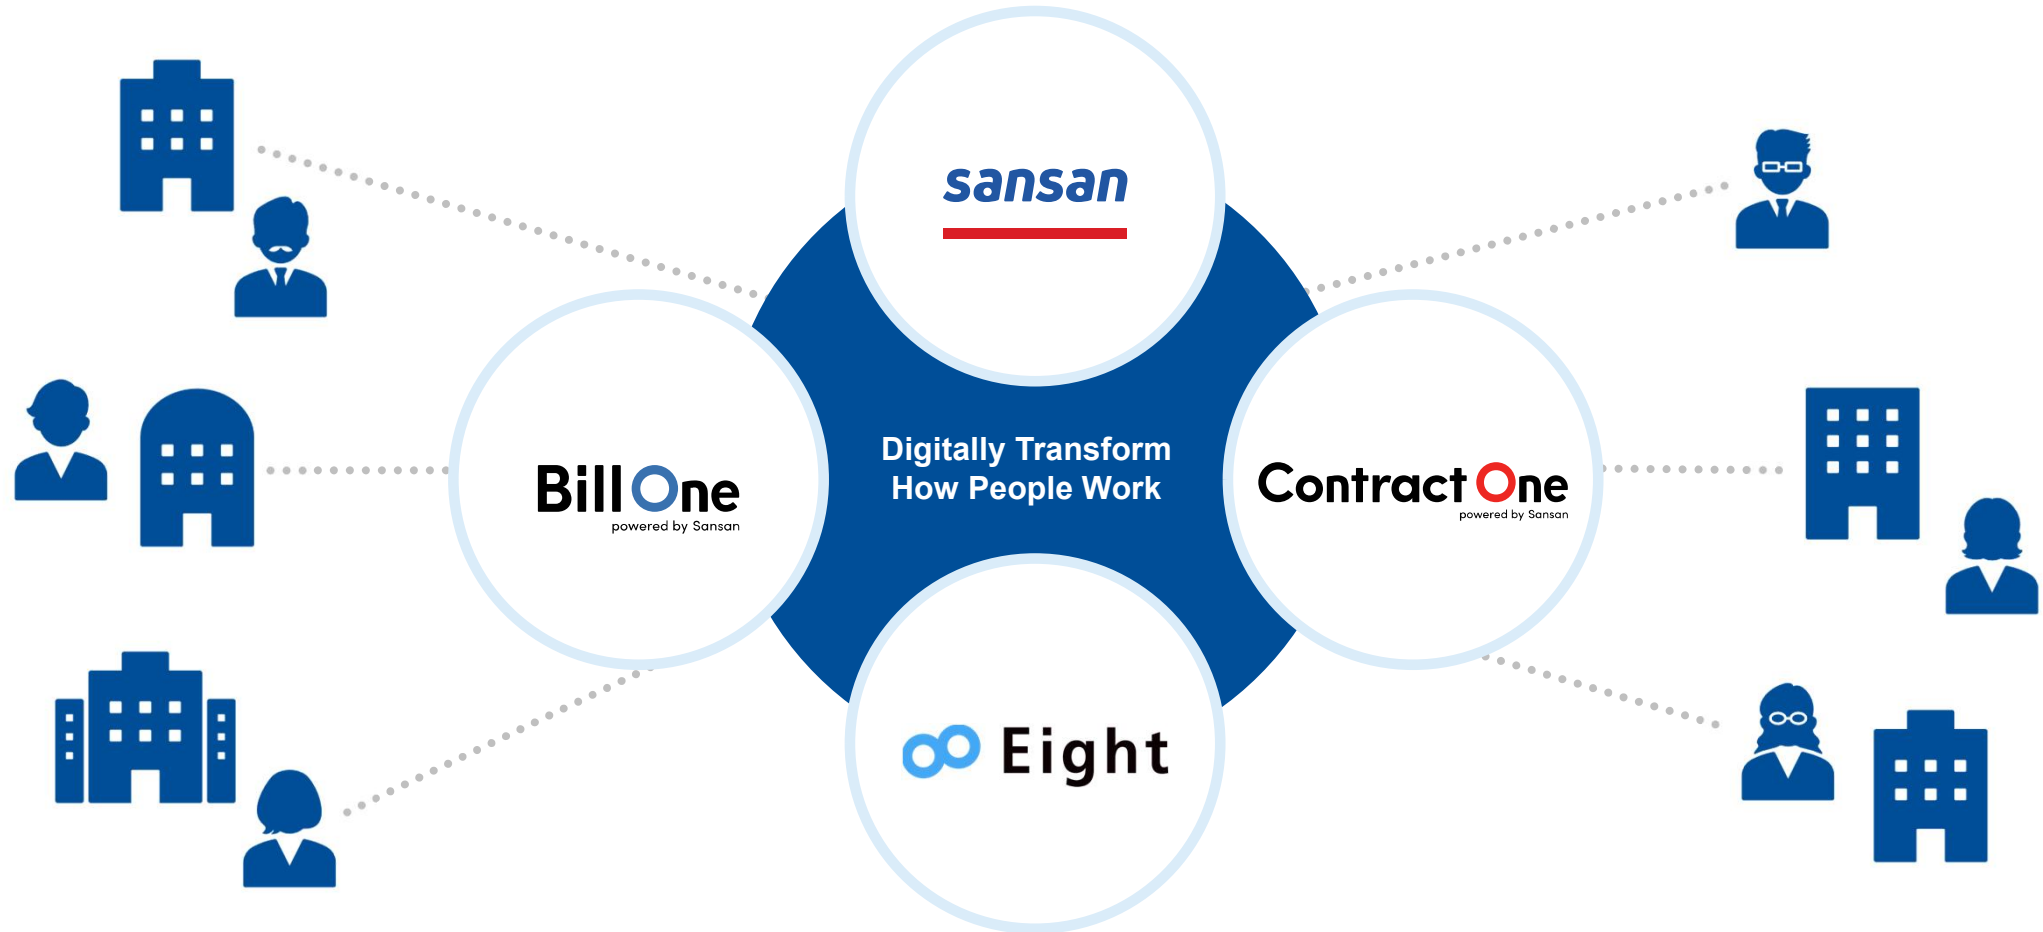 sansan
Digitally Transform
How People Work
Bill One
powered by Sansan
Contract One
powered by Sansan
Eight